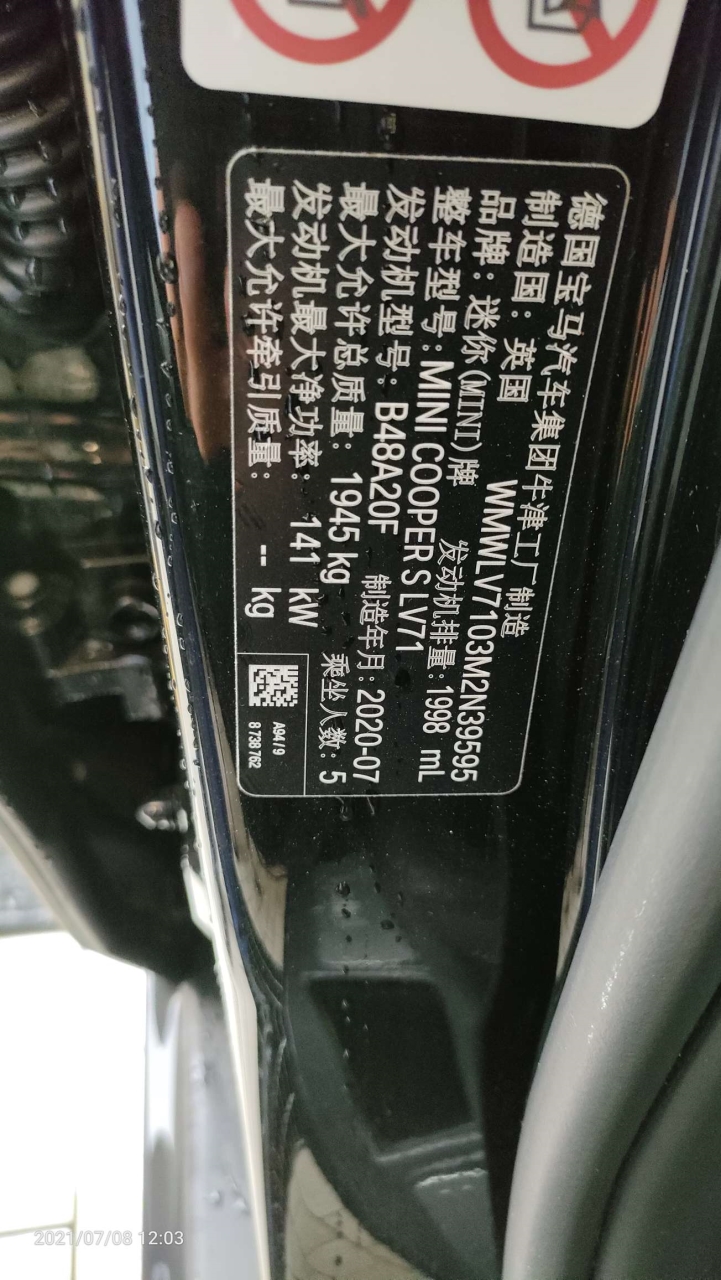 德国宝马汽车集团牛津工厂制造
制造国：英国 WMWLV7103M2N39595
品牌：迷你(MINI)牌 发动机排量：1998 mL
整车型号：MINI COOPER S LV71
发动机型号：B48A20F 制造年月：2020-07
最大允许总质量：1945 kg 乘坐人数：5
发动机最大净功率：141 kW
最大允许牵引质量：-- kg
A94/9
8 738 762
2021/07/08 12:03